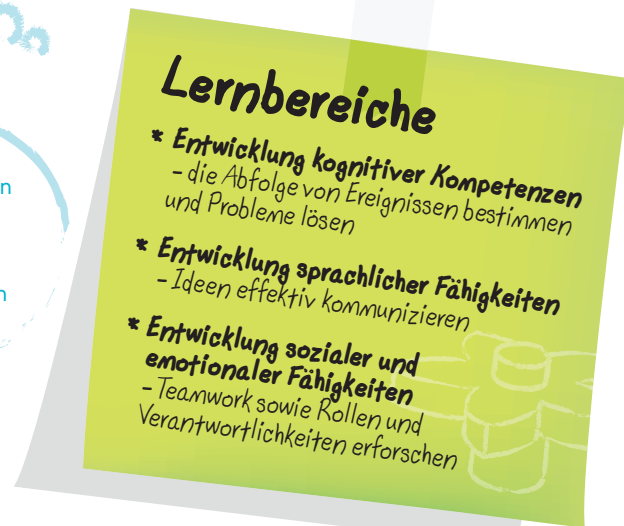 Lernbereiche
* Entwicklung kognitiver Kompetenzen
– die Abfolge von Ereignissen bestimmen
und Probleme lösen
* Entwicklung sprachlicher Fähigkeiten
– Ideen effektiv kommunizieren
* Entwicklung sozialer und
emotionaler Fähigkeiten
– Teamwork sowie Rollen und
Verantwortlichkeiten erforschen